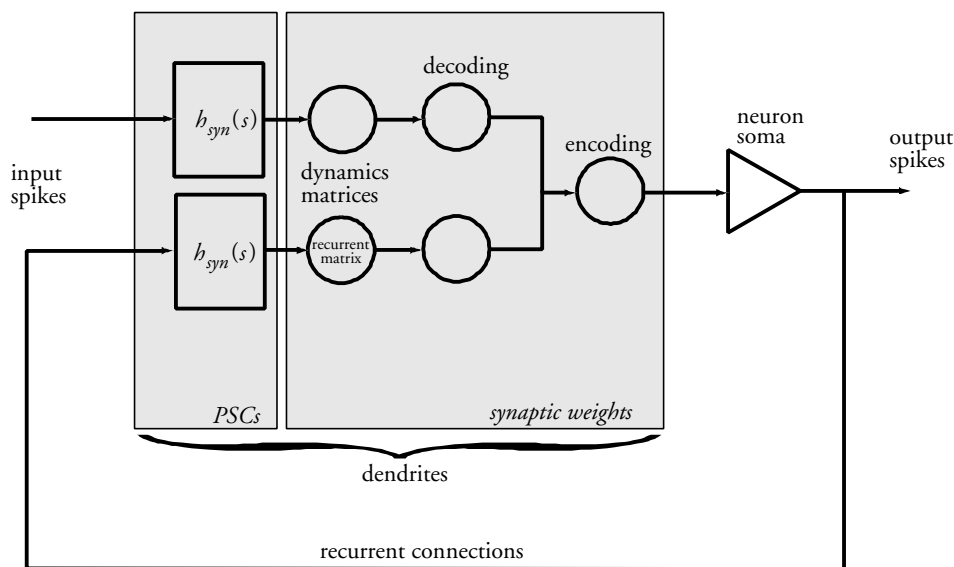 decoding
neuron
soma
output
spikes
h_syn(s)
encoding
input
spikes
dynamics
matrices
recurrent
matrix
h_syn(s)
PSCs
synaptic weights
dendrites
recurrent connections